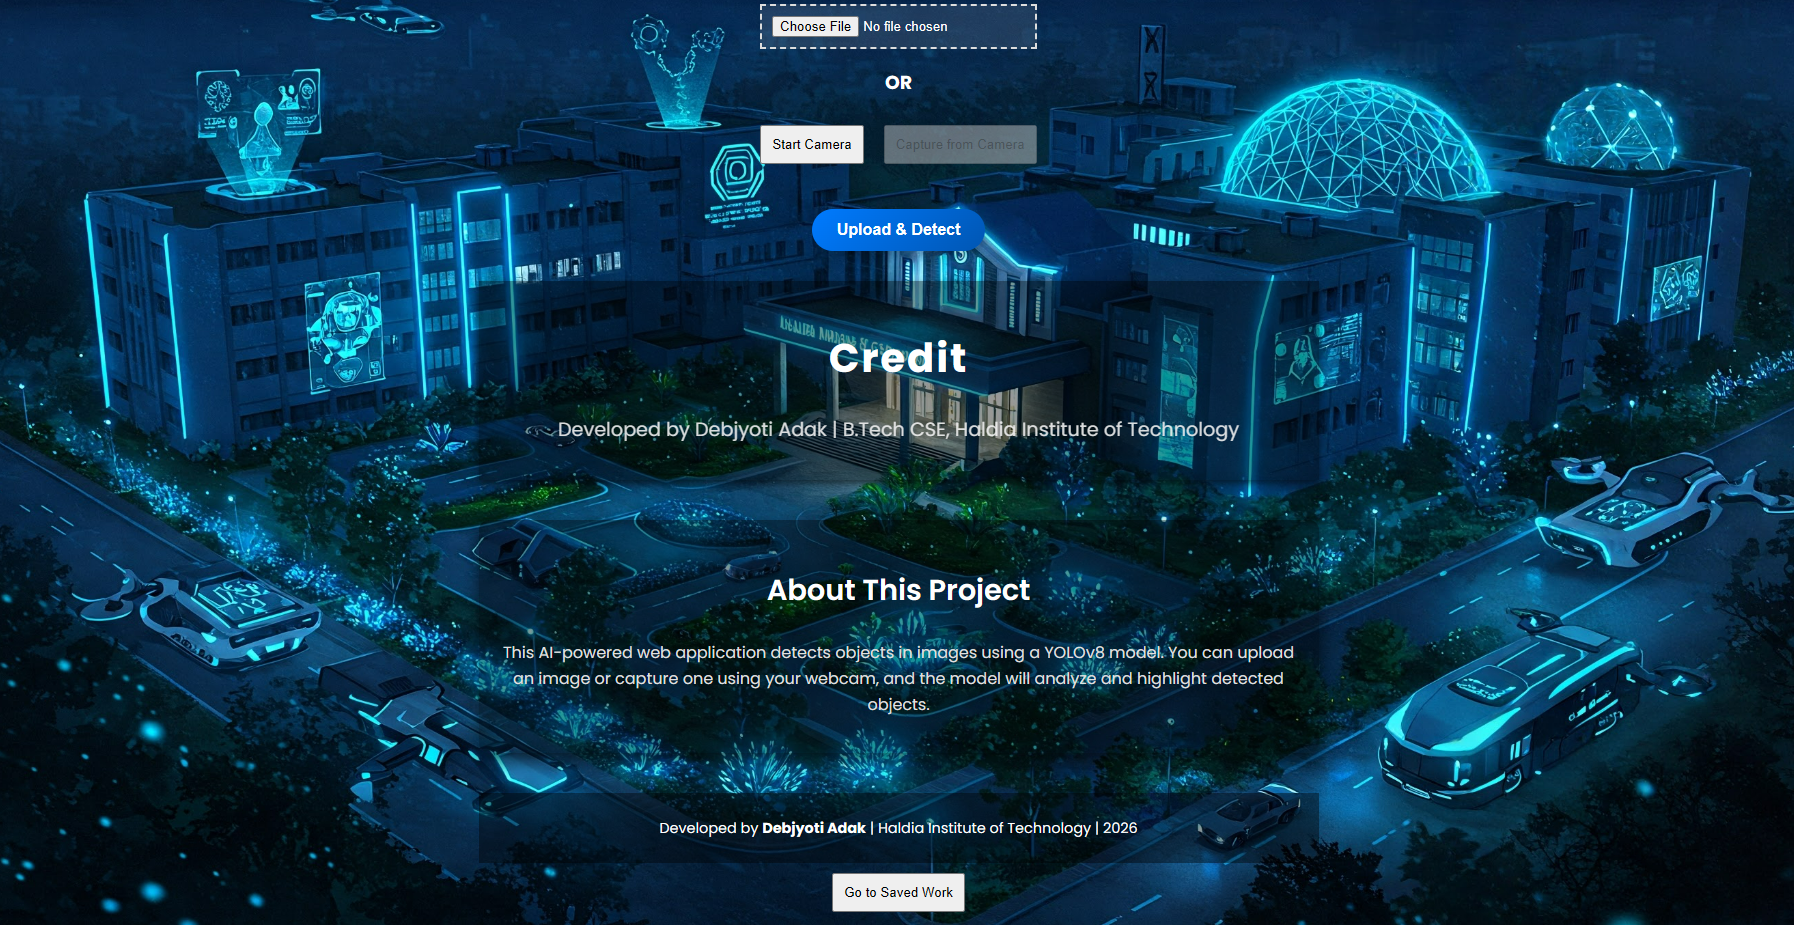 Choose File No file chosen
OR
Start Camera Capture from Camera
Upload & Detect
Credit
Developed by Debjyoti Adak | B.Tech CSE, Haldia Institute of Technology
About This Project
This AI-powered web application detects objects in images using a YOLOv8 model. You can upload
an image or capture one using your webcam, and the model will analyze and highlight detected
objects.
Developed by Debjyoti Adak | Haldia Institute of Technology | 2026
Go to Saved Work